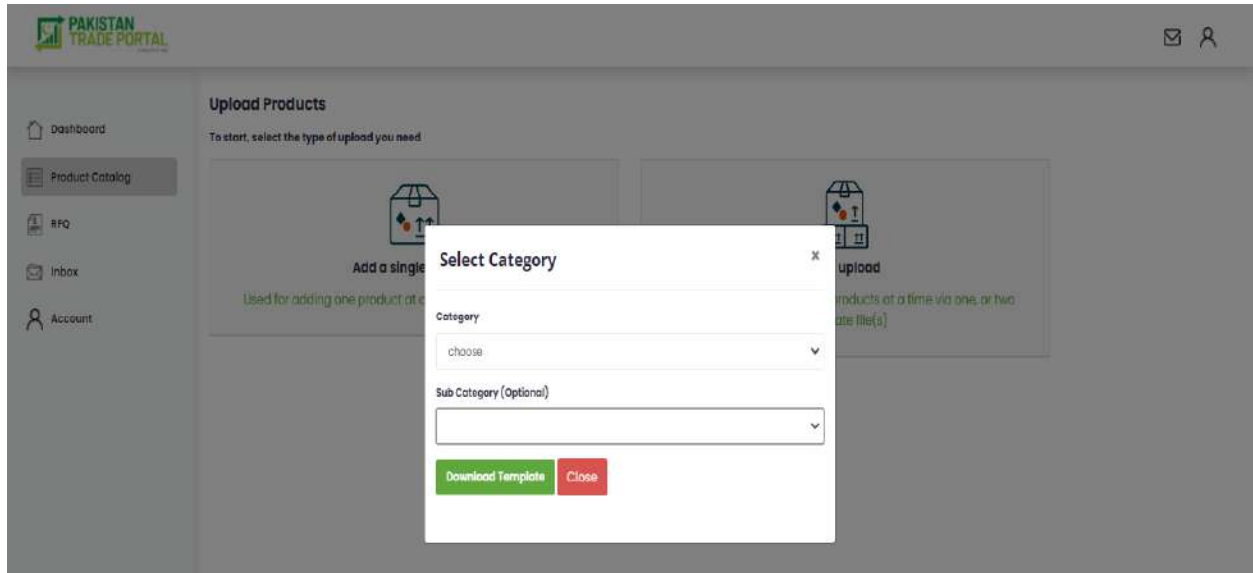 PAKISTAN
TRADE PORTAL
Upload Products
To start, select the type of upload you need
Dashboard
Product Catalog
RFQ
Inbox
Account
Add a single
Used for adding one product at
upload
products at a time via one, or two
file(s)
Select Category
x
Category
choose
Sub Category (Optional)
Download Template
Close